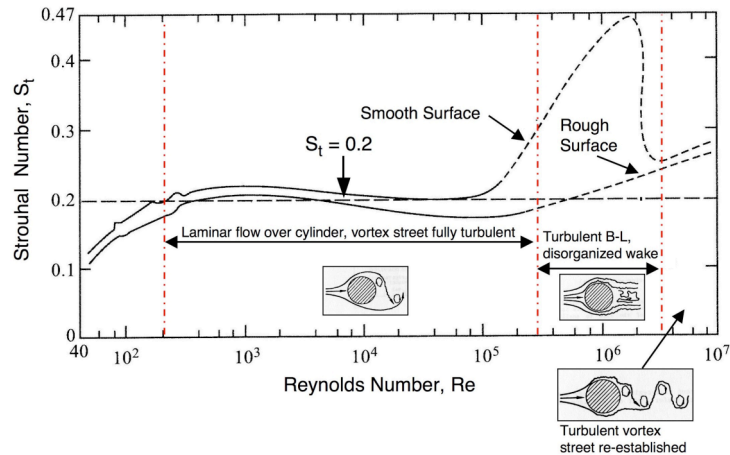 0.47
0.4
0.3
0.2
0.1
0
Strouhal Number, St
Smooth Surface
Rough
Surface
St = 0.2
Laminar flow over cylinder, vortex street fully turbulent
Turbulent B-L,
disorganized wake
40
10²
10³
10⁴
10⁵
10⁶
10⁷
Reynolds Number, Re
Turbulent vortex
street re-established